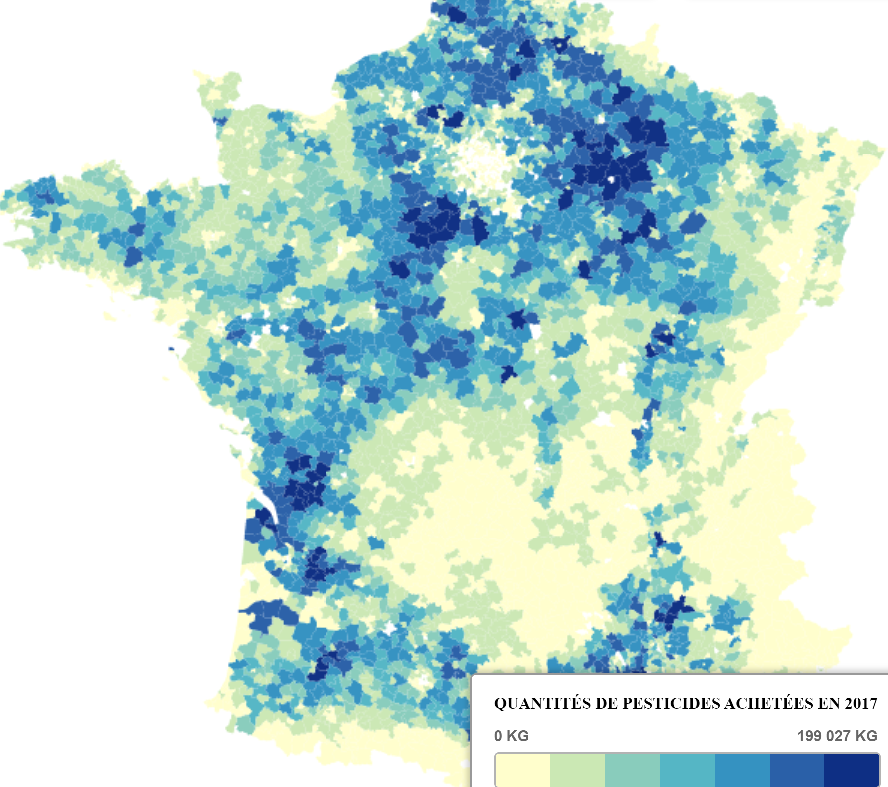 QUANTITÉS DE PESTICIDES ACHETÉES EN 2017
0 KG 199 027 KG